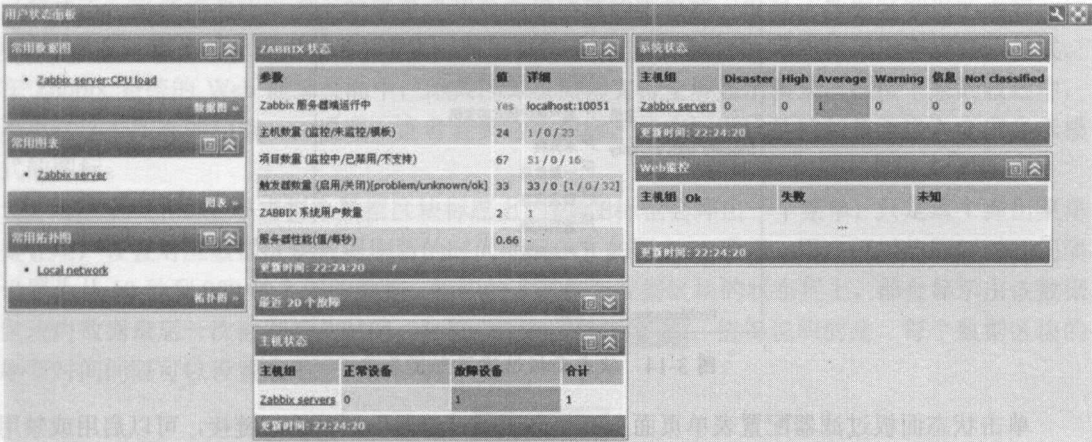 用户状态面板
常用数据图
Zabbix server:CPU load
数据图 »
常用图表
Zabbix server
图表 »
常用拓扑图
Local network
拓扑图 »
ZABBIX 状态
参数 值 详细
Zabbix 服务器端运行中 Yes localhost:10051
主机数量 (监控/未监控/模板) 24 1 / 0 / 23
项目数量 (监控中/已禁用/不支持) 67 51 / 0 / 16
触发器数量 (启用/关闭)[problem/unknown/ok] 33 33 / 0 [1 / 0 / 32]
ZABBIX 系统用户数量 2 1
服务器性能(值/每秒) 0.66 -
更新时间: 22:24:20
最近 20 个故障
主机状态
主机组 正常设备 故障设备 合计
Zabbix servers 0 1 1
更新时间: 22:24:20
系统状态
主机组 Disaster High Average Warning 信息 Not classified
Zabbix servers 0 0 1 0 0 0
更新时间: 22:24:20
Web监控
主机组 Ok 失败 未知
...
更新时间: 22:24:20